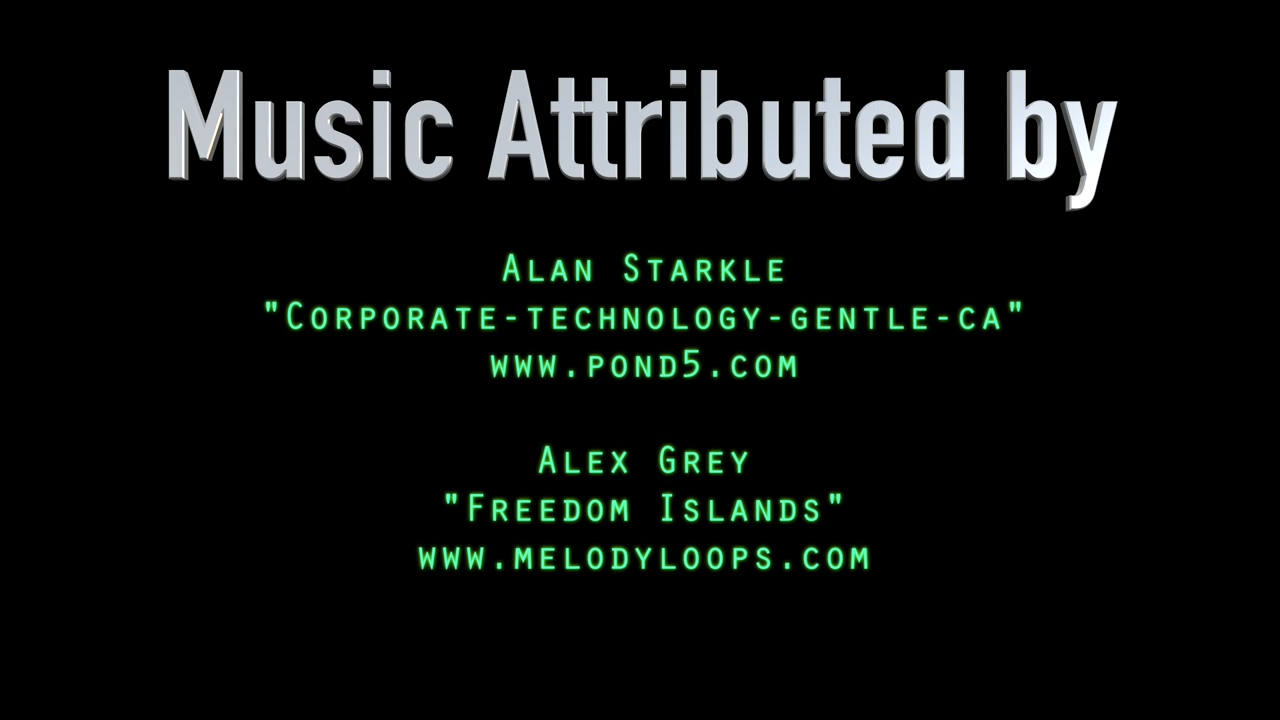 Music Attributed by
Alan Starkle
"Corporate-technology-gentle-ca"
www.pond5.com
Alex Grey
"Freedom Islands"
www.melodyloops.com